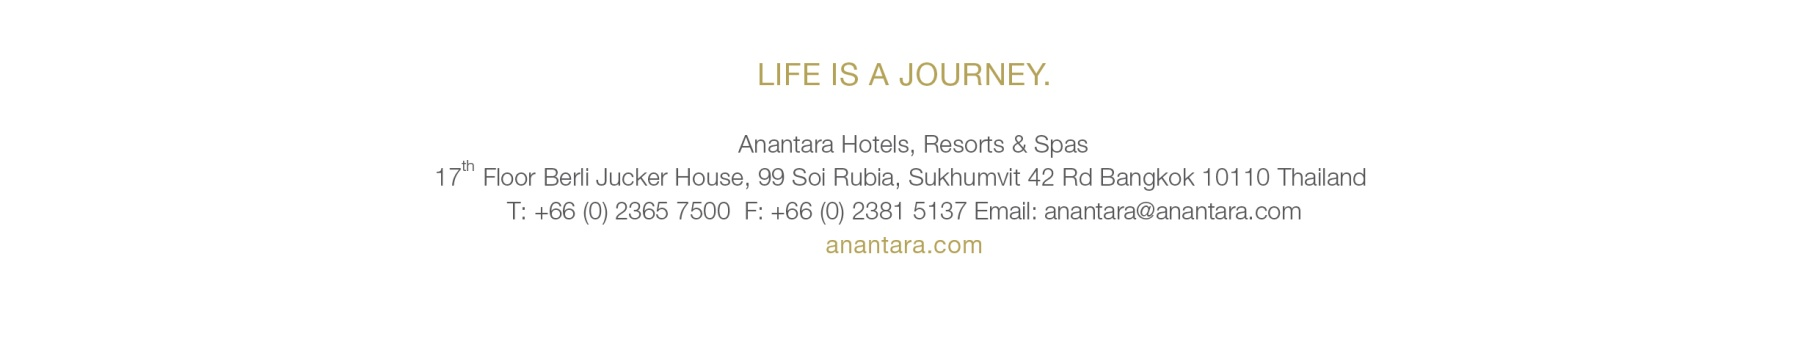 LIFE IS A JOURNEY.
Anantara Hotels, Resorts & Spas
17th Floor Berli Jucker House, 99 Soi Rubia, Sukhumvit 42 Rd Bangkok 10110 Thailand
T: +66 (0) 2365 7500  F: +66 (0) 2381 5137 Email: anantara@anantara.com
anantara.com